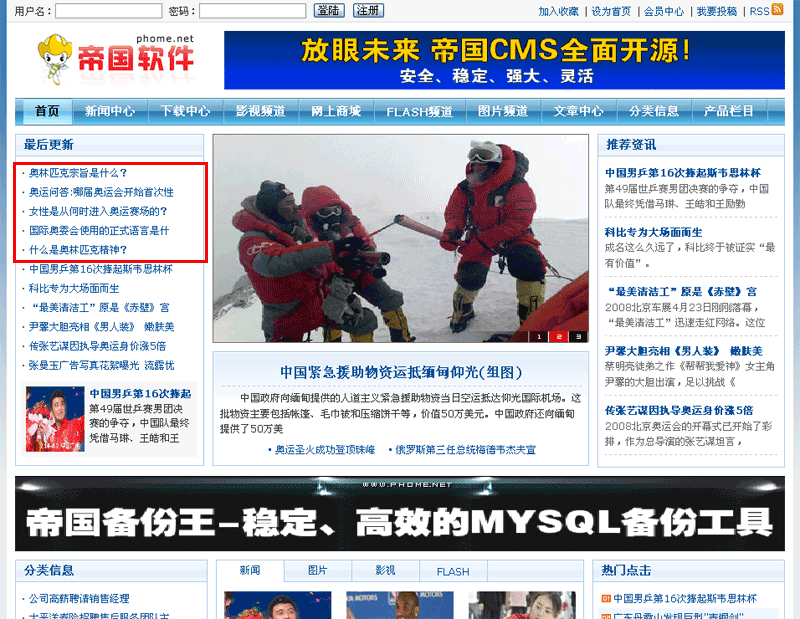 用户名： 密码： 登陆 注册 加入收藏 | 设为首页 | 会员中心 | 我要投稿 | RSS
phome.net
帝国软件
放眼未来 帝国CMS全面开源！
安全、稳定、强大、灵活
首页 新闻中心 下载中心 影视频道 网上商城 FLASH频道 图片频道 文章中心 分类信息 产品栏目
最后更新
· 奥林匹克宗旨是什么？
· 奥运问答:哪届奥运会开始首次性
· 女性是从何时进入奥运赛场的？
· 国际奥委会使用的正式语言是什
· 什么是奥林匹克精神？
· 中国男乒第16次捧起斯韦思林杯
· 科比专为大场面而生
· “最美清洁工”原是《赤壁》宫
· 尹馨大胆亮相《男人装》 嫩肤美
· 传张艺谋因执导奥运身价涨5倍
· 张曼玉广告写真花絮曝光 流露忧
中国男乒第16次捧起
第49届世乒赛男团决
赛的争夺，中国队最终
凭借马琳、王皓和王
1 2 3
中国紧急援助物资运抵缅甸仰光(组图)
中国政府向缅甸提供的人道主义紧急援助物资当日空运抵达仰光国际机场。这
批物资主要包括帐篷、毛巾被和压缩饼干等，价值50万美元。中国政府还向缅甸
提供了50万美
• 奥运圣火成功登顶珠峰 • 俄罗斯第三任总统梅德韦杰夫宣
推荐资讯
中国男乒第16次捧起斯韦思林杯
第49届世乒赛男团决赛的争夺，中国
队最终凭借马琳、王皓和王励勤
科比专为大场面而生
成名这么久远了，科比终于被证实“最
有价值”。
“最美清洁工”原是《赤壁》宫
2008北京车展4月23日刚刚落幕，
“最美清洁工”迅速走红网络。这位
尹馨大胆亮相《男人装》 嫩肤美
蔡明亮徒弟之作《帮帮我爱神》女主角
尹馨的大胆出演，足以挑战《
传张艺谋因执导奥运身价涨5倍
2008北京奥运会的开幕式已开始了彩
排，作为总导演的张艺谋坦言，
WWW.PHOME.NET
帝国备份王-稳定、高效的MYSQL备份工具
分类信息
· 公司高薪聘请销售经理
· 太平洋寿险招聘售后服务团队主
新闻 图片 影视 FLASH
热门点击
01 中国男乒第16次捧起斯韦思林杯
广东丹霞山发现巨型“青铜剑”